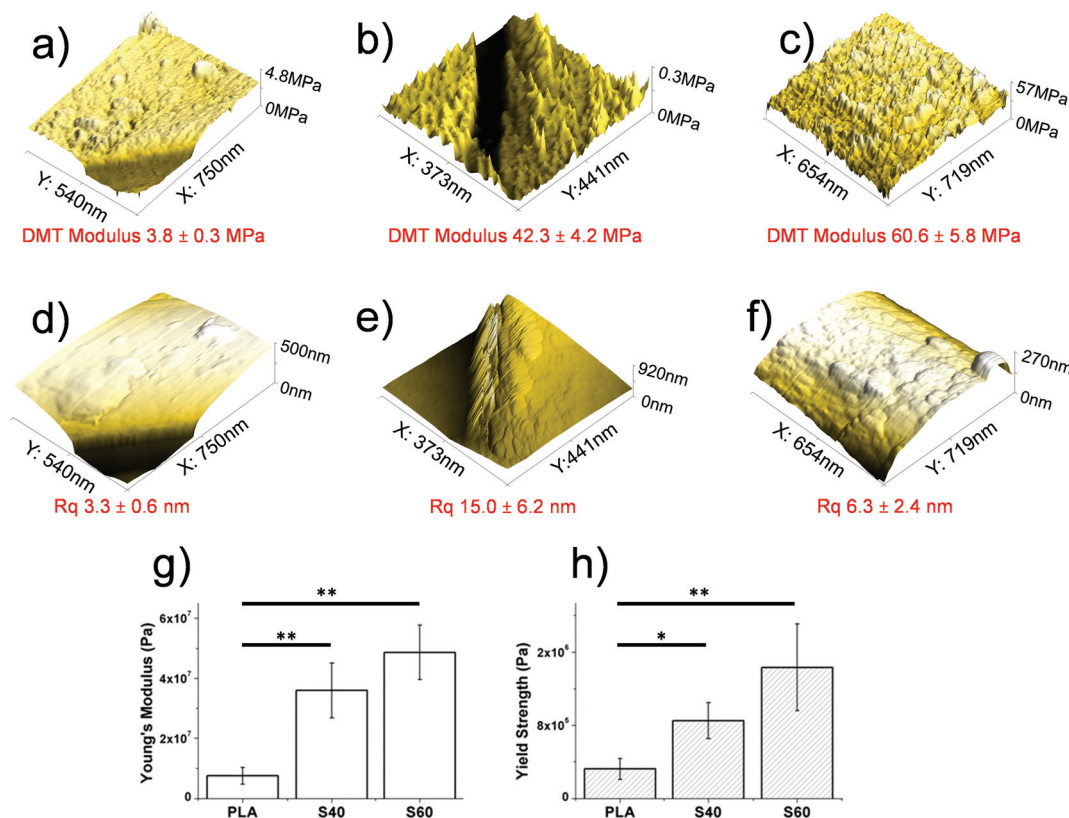 a)
4.8MPa
0MPa
Y: 540nm
X: 750nm
DMT Modulus 3.8 ± 0.3 MPa
b)
0.3MPa
0MPa
X: 373nm
Y:441nm
DMT Modulus 42.3 ± 4.2 MPa
c)
57MPa
0MPa
X: 654nm
Y: 719nm
DMT Modulus 60.6 ± 5.8 MPa
d)
500nm
0nm
Y: 540nm
X: 750nm
Rq 3.3 ± 0.6 nm
e)
920nm
0nm
X: 373nm
Y:441nm
Rq 15.0 ± 6.2 nm
f)
270nm
0nm
X: 654nm
Y: 719nm
Rq 6.3 ± 2.4 nm
g)
Young's Modulus (Pa)
6x10⁷
4x10⁷
2x10⁷
0
**
**
PLA S40 S60
h)
Yield Strength (Pa)
2x10⁶
8x10⁵
0
**
*
PLA S40 S60